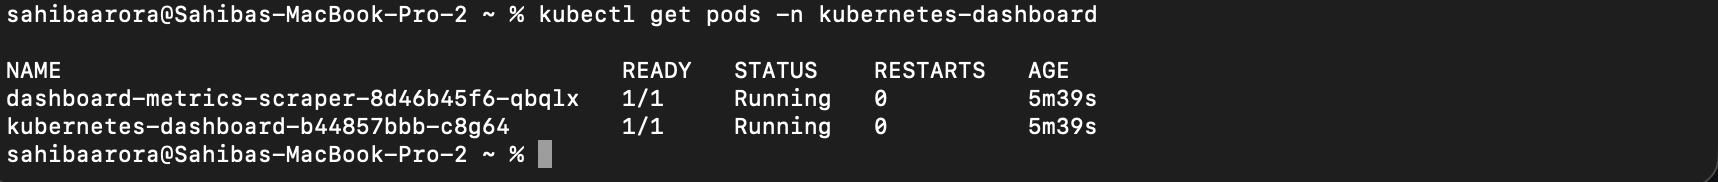 sahibaarora@Sahibas-MacBook-Pro-2 ~ % kubectl get pods -n kubernetes-dashboard
NAME READY STATUS RESTARTS AGE
dashboard-metrics-scraper-8d46b45f6-qbqlx 1/1 Running 0 5m39s
kubernetes-dashboard-b44857bbb-c8g64 1/1 Running 0 5m39s
sahibaarora@Sahibas-MacBook-Pro-2 ~ %